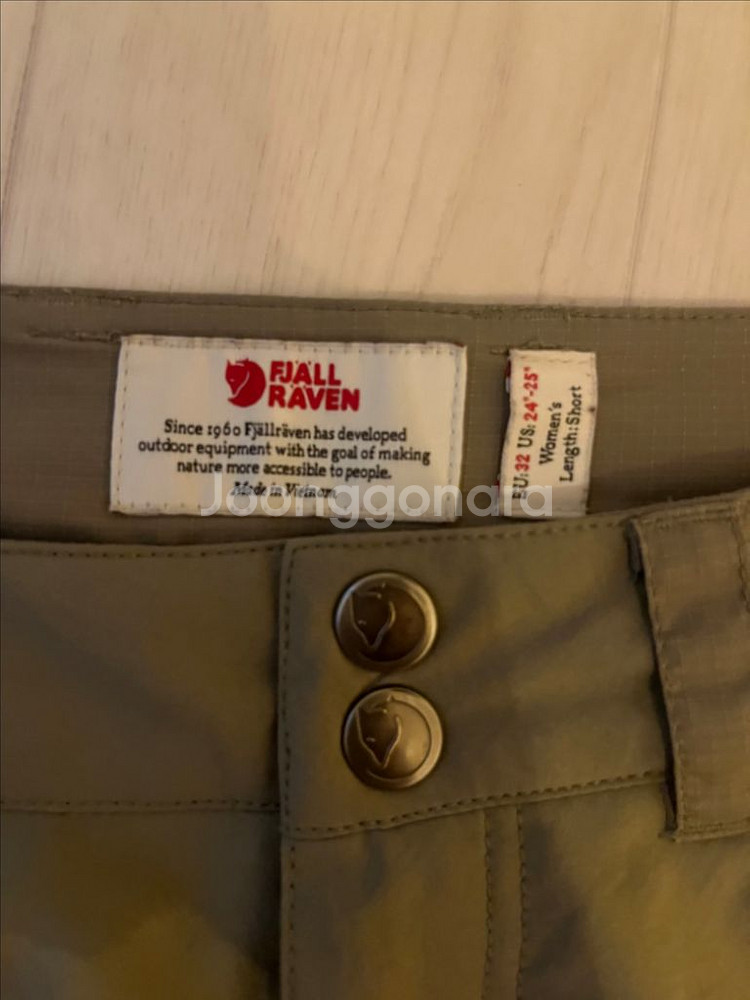 FJÄLL
RÄVEN
Since 1960 Fjällräven has developed
outdoor equipment with the goal of making
nature more accessible to people.
Made in Vietnam
Joonggonara
EU: 32 US: 24"-25"
Women's
Length: Short